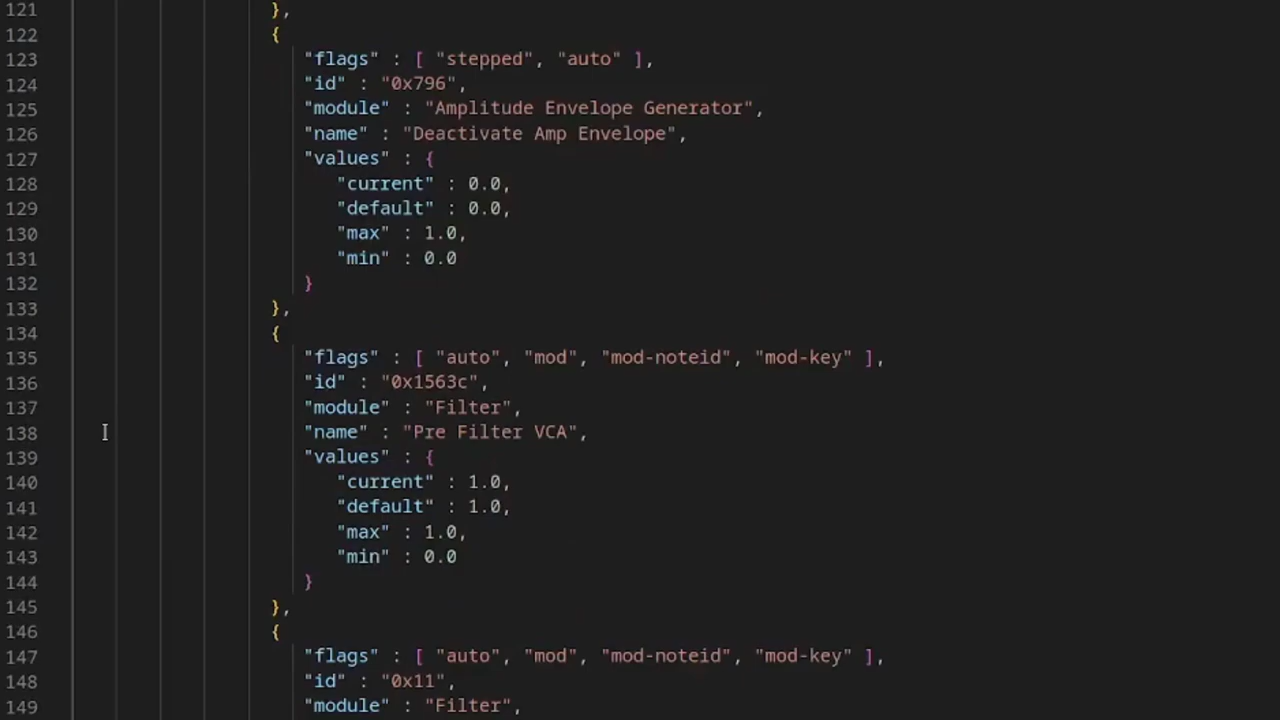 121 },
122 {
123 "flags" : [ "stepped", "auto" ],
124 "id" : "0x796",
125 "module" : "Amplitude Envelope Generator",
126 "name" : "Deactivate Amp Envelope",
127 "values" : {
128 "current" : 0.0,
129 "default" : 0.0,
130 "max" : 1.0,
131 "min" : 0.0
132 }
133 },
134 {
135 "flags" : [ "auto", "mod", "mod-noteid", "mod-key" ],
136 "id" : "0x1563c",
137 "module" : "Filter",
138 "name" : "Pre Filter VCA",
139 "values" : {
140 "current" : 1.0,
141 "default" : 1.0,
142 "max" : 1.0,
143 "min" : 0.0
144 }
145 },
146 {
147 "flags" : [ "auto", "mod", "mod-noteid", "mod-key" ],
148 "id" : "0x11",
149 "module" : "Filter",